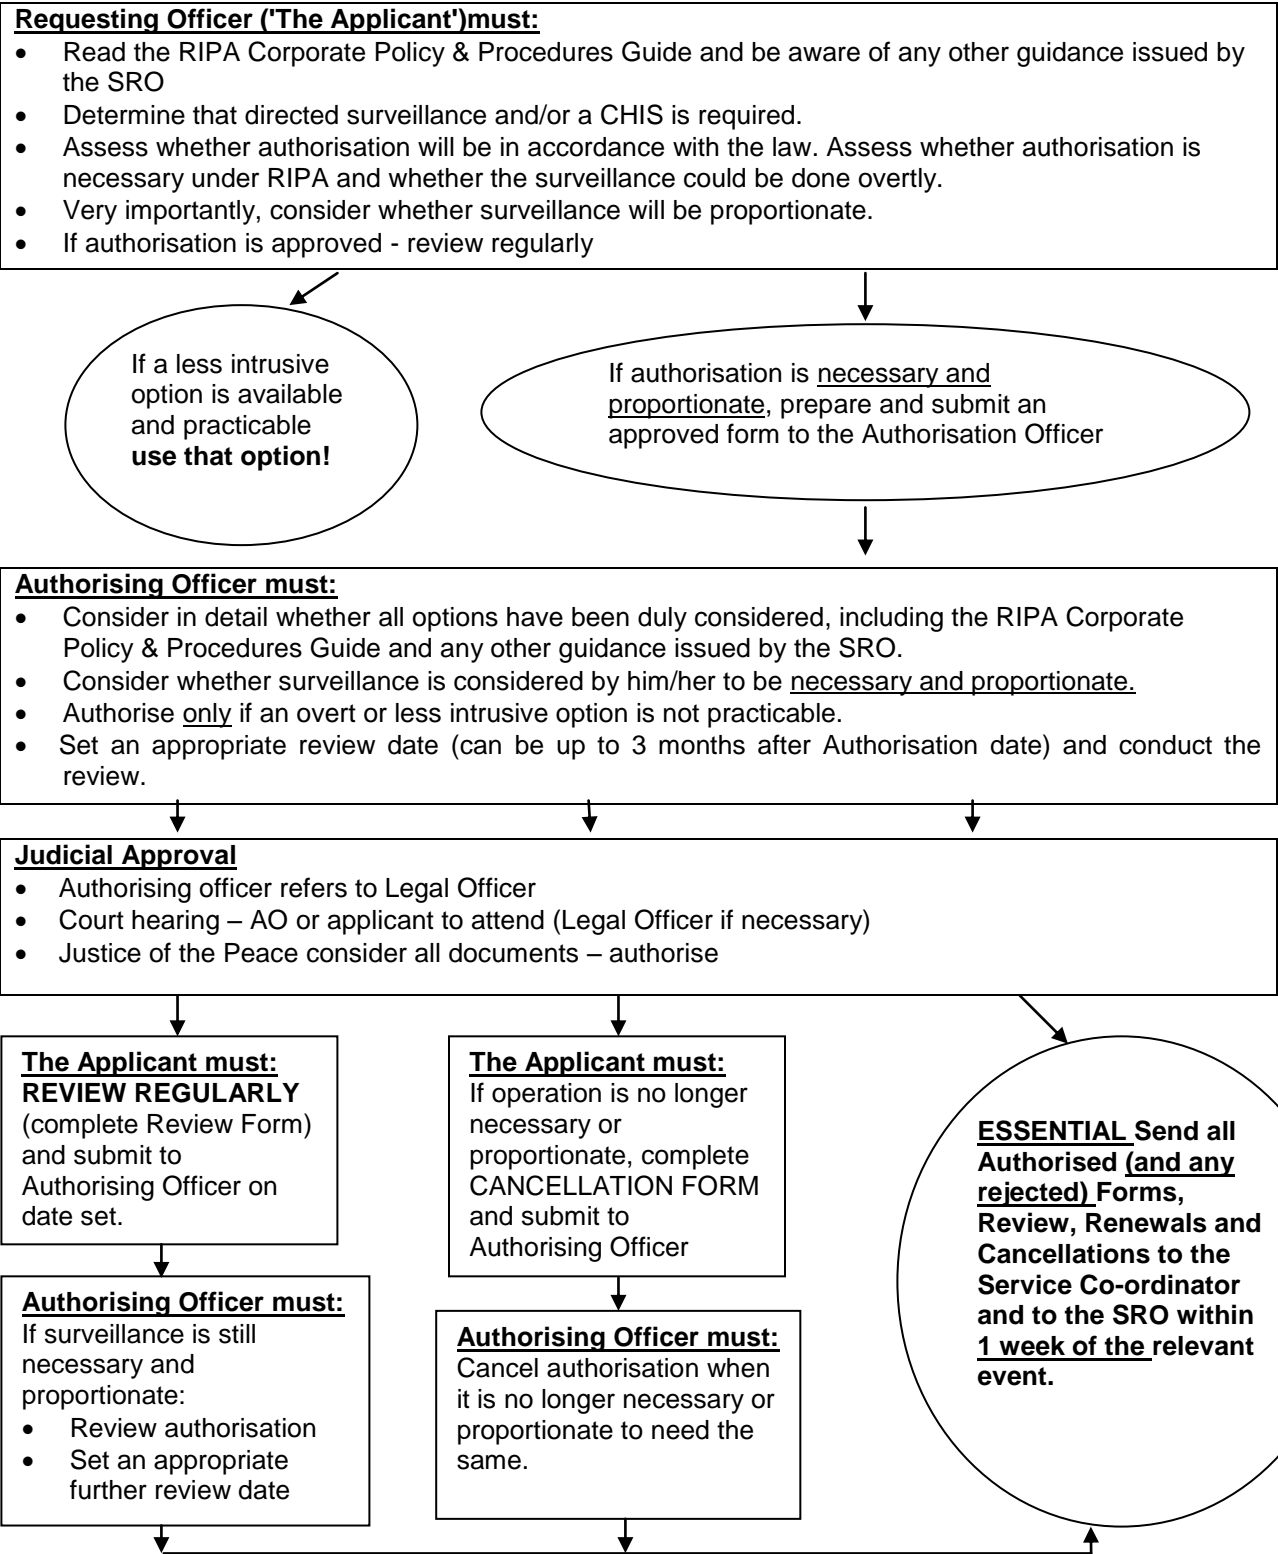 Requesting Officer ('The Applicant')must:
• Read the RIPA Corporate Policy & Procedures Guide and be aware of any other guidance issued by
the SRO
• Determine that directed surveillance and/or a CHIS is required.
• Assess whether authorisation will be in accordance with the law. Assess whether authorisation is
necessary under RIPA and whether the surveillance could be done overtly.
• Very importantly, consider whether surveillance will be proportionate.
• If authorisation is approved - review regularly
If a less intrusive
option is available
and practicable
use that option!
If authorisation is necessary and
proportionate, prepare and submit an
approved form to the Authorisation Officer
Authorising Officer must:
• Consider in detail whether all options have been duly considered, including the RIPA Corporate
Policy & Procedures Guide and any other guidance issued by the SRO.
• Consider whether surveillance is considered by him/her to be necessary and proportionate.
• Authorise only if an overt or less intrusive option is not practicable.
• Set an appropriate review date (can be up to 3 months after Authorisation date) and conduct the
review.
Judicial Approval
• Authorising officer refers to Legal Officer
• Court hearing – AO or applicant to attend (Legal Officer if necessary)
• Justice of the Peace consider all documents – authorise
The Applicant must:
REVIEW REGULARLY
(complete Review Form)
and submit to
Authorising Officer on
date set.
The Applicant must:
If operation is no longer
necessary or
proportionate, complete
CANCELLATION FORM
and submit to
Authorising Officer
ESSENTIAL Send all
Authorised (and any
rejected) Forms,
Review, Renewals and
Cancellations to the
Service Co-ordinator
and to the SRO within
1 week of the relevant
event.
Authorising Officer must:
If surveillance is still
necessary and
proportionate:
• Review authorisation
• Set an appropriate
further review date
Authorising Officer must:
Cancel authorisation when
it is no longer necessary or
proportionate to need the
same.